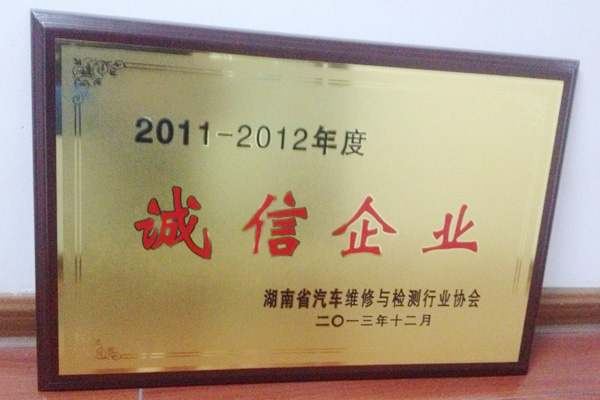 2011-2012年度
诚信企业
湖南省汽车维修与检测行业协会
二〇一三年十二月